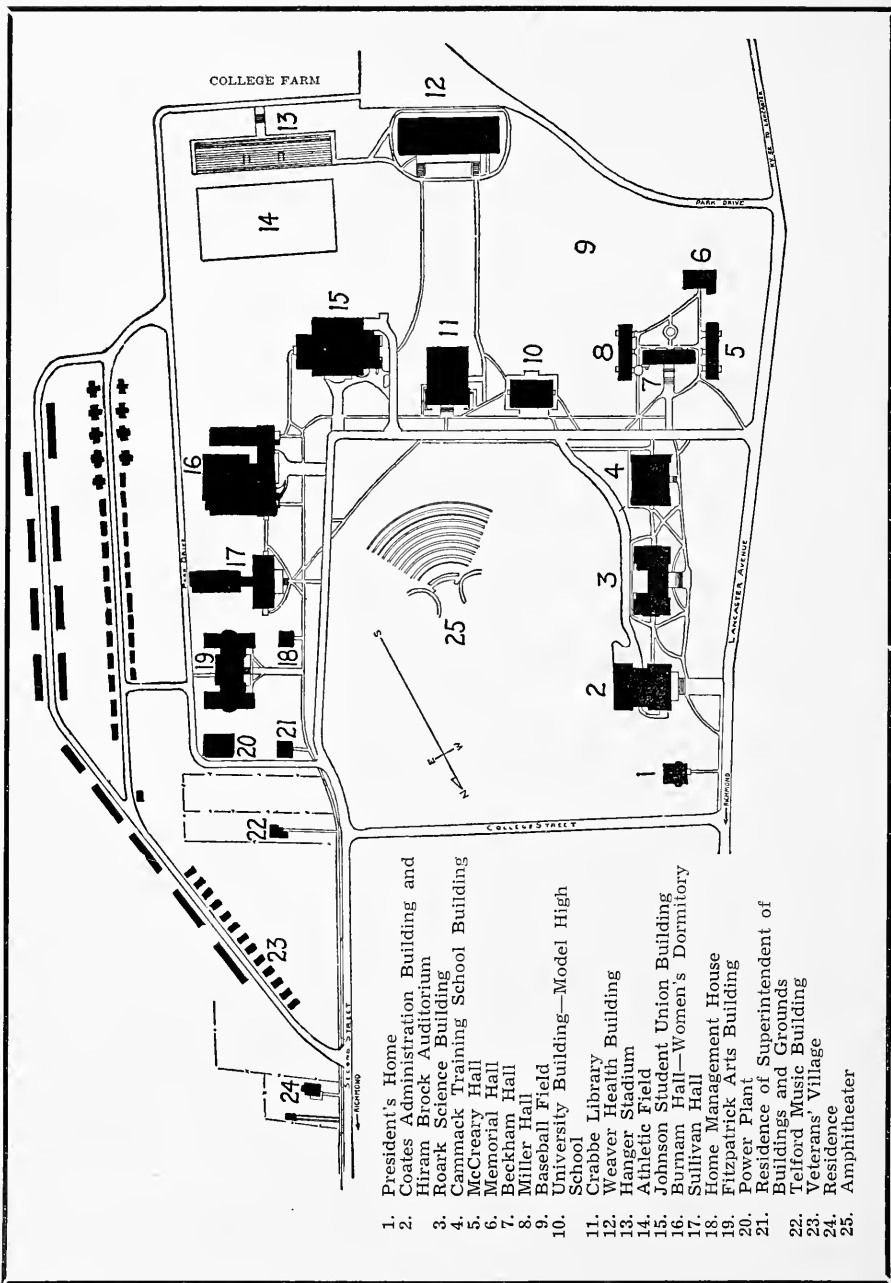 COLLEGE FARM
12
13
14
15
9
PARK DRIVE
KY. 52 TO LANCASTER
6
11
10
8
7
5
16
PARK DRIVE
17
4
3
25
S
E
W
N
19
18
2
20
21
1
22
COLLEGE STREET
LANCASTER AVENUE
RICHMOND
23
24
SECOND STREET
RICHMOND
1. President's Home
2. Coates Administration Building and
Hiram Brock Auditorium
3. Roark Science Building
4. Cammack Training School Building
5. McCreary Hall
6. Memorial Hall
7. Beckham Hall
8. Miller Hall
9. Baseball Field
10. University Building—Model High
School
11. Crabbe Library
12. Weaver Health Building
13. Hanger Stadium
14. Athletic Field
15. Johnson Student Union Building
16. Burnam Hall—Women's Dormitory
17. Sullivan Hall
18. Home Management House
19. Fitzpatrick Arts Building
20. Power Plant
21. Residence of Superintendent of
Buildings and Grounds
22. Telford Music Building
23. Veterans' Village
24. Residence
25. Amphitheater